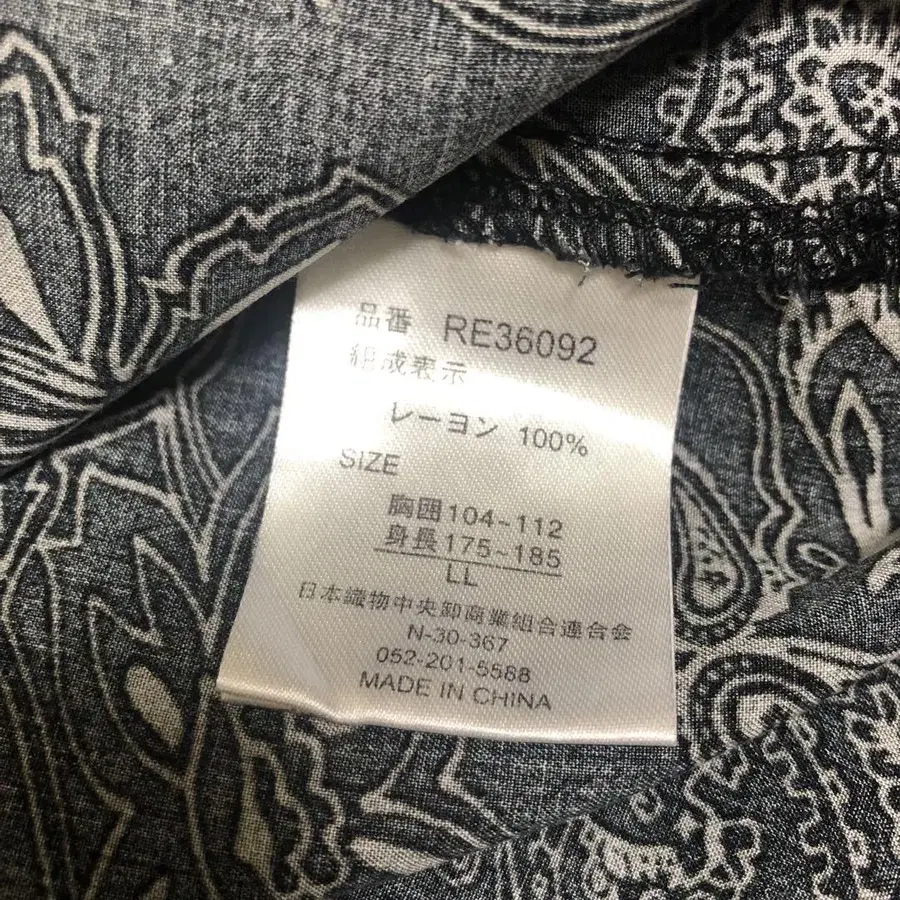 品番 RE36092
組成表示
レーヨン 100%
SIZE
胸囲104~112
身長175~185
LL
日本織物中央卸商業組合連合会
N-30-367
052-201-5588
MADE IN CHINA